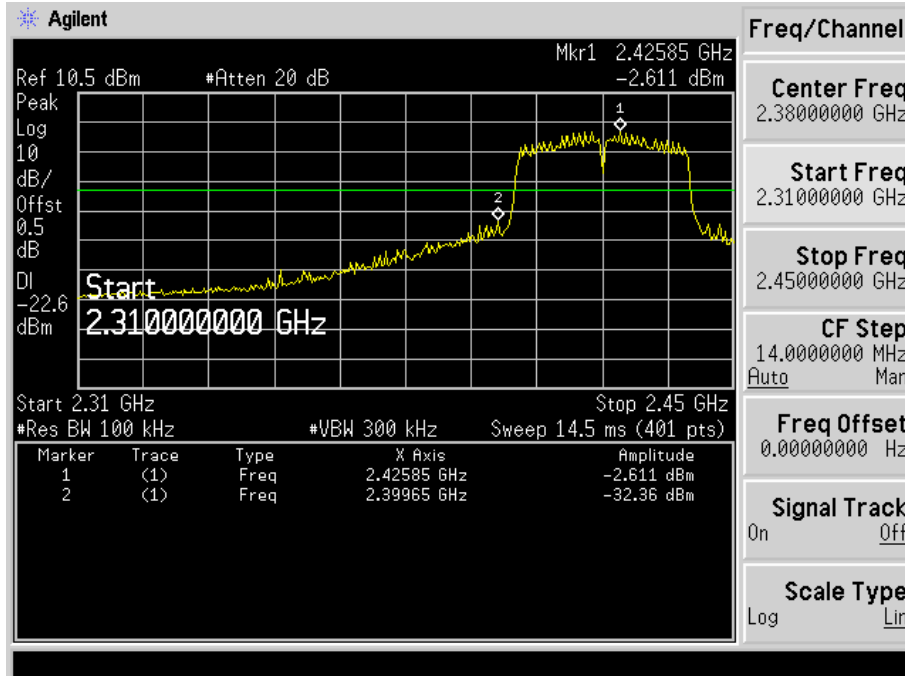 Agilent
Freq/Channel
Mkr1 2.42585 GHz
Ref 10.5 dBm #Atten 20 dB -2.611 dBm
Peak
Log
10
dB/
Offst
0.5
dB
DI
-22.6
dBm
1
2
Start
2.310000000 GHz
Start 2.31 GHz Stop 2.45 GHz
#Res BW 100 kHz #VBW 300 kHz Sweep 14.5 ms (401 pts)
Marker Trace Type X Axis Amplitude
1 (1) Freq 2.42585 GHz -2.611 dBm
2 (1) Freq 2.39965 GHz -32.36 dBm
Center Freq
2.38000000 GHz
Start Freq
2.31000000 GHz
Stop Freq
2.45000000 GHz
CF Step
14.0000000 MHz
Auto Man
Freq Offset
0.00000000 Hz
Signal Track
On Off
Scale Type
Log Lin